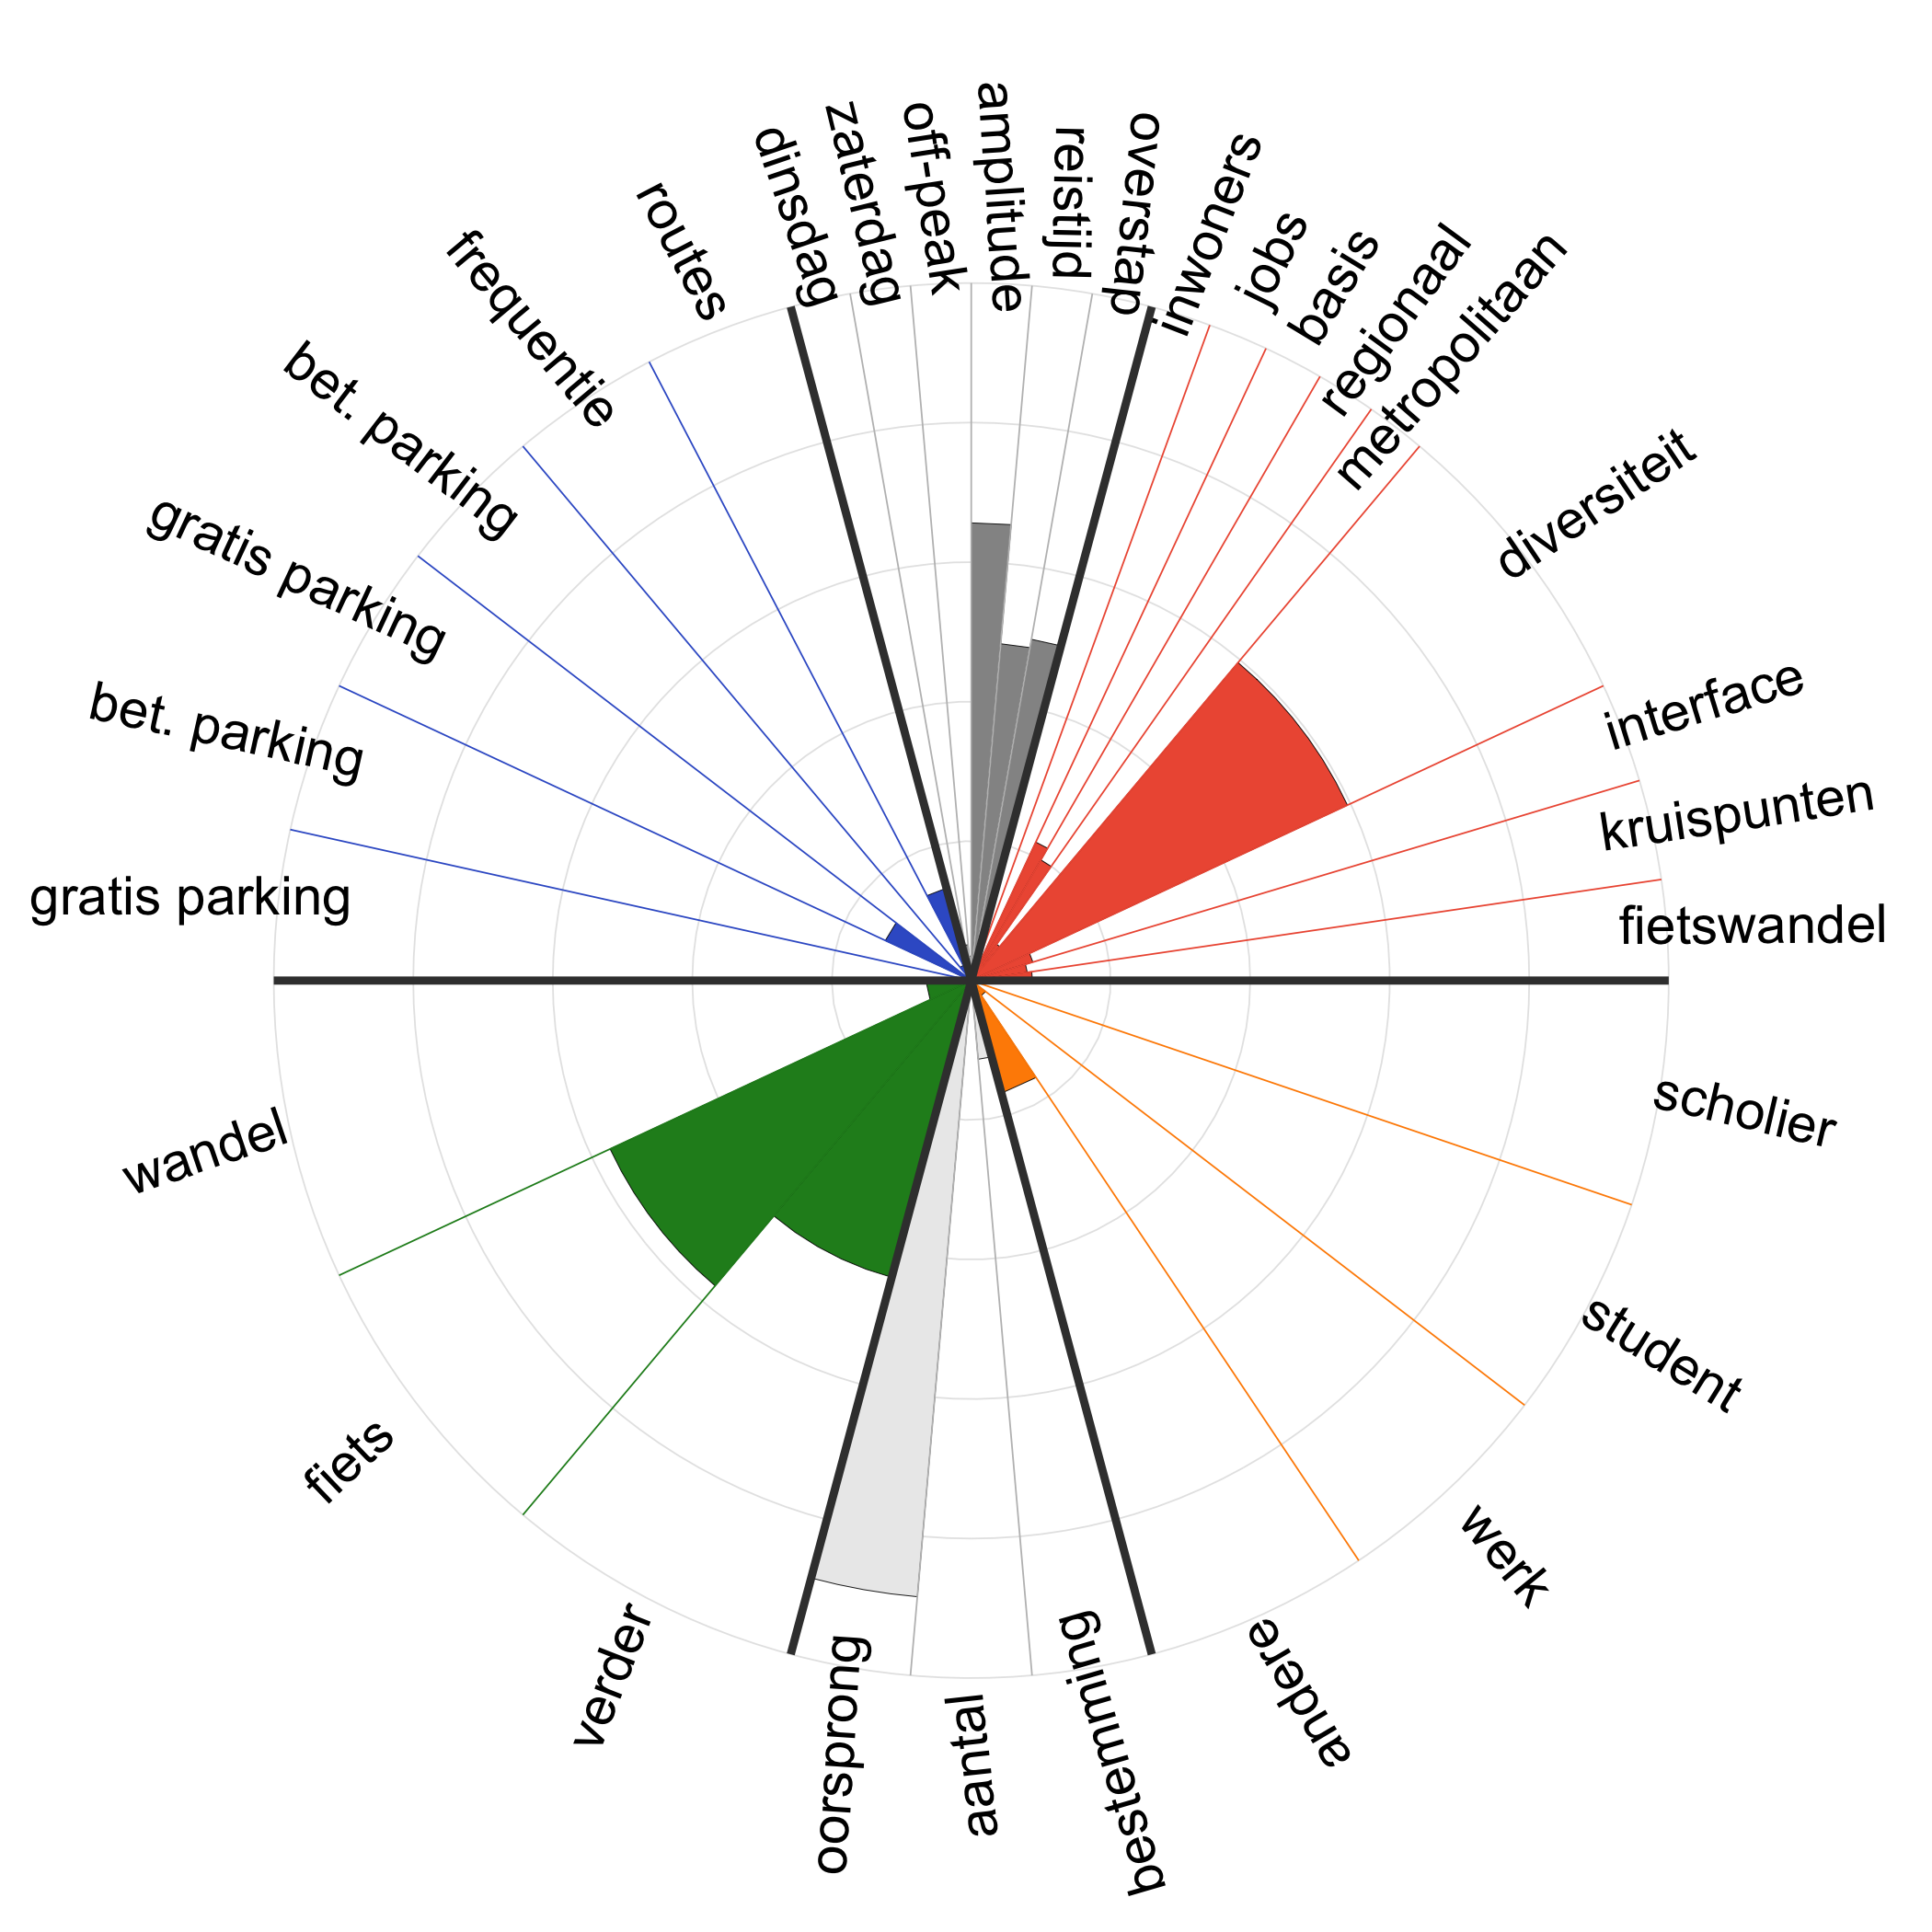 amplitude
reistijd
overstap
inwoners
jobs
basis
regionaal
metropolitaan
diversiteit
interface
kruispunten
fietswandel
scholier
student
werk
andere
bestemming
aantal
oorsprong
verder
fiets
wandel
gratis parking
bet. parking
gratis parking
bet. parking
frequentie
routes
dinsdag
zaterdag
off-peak